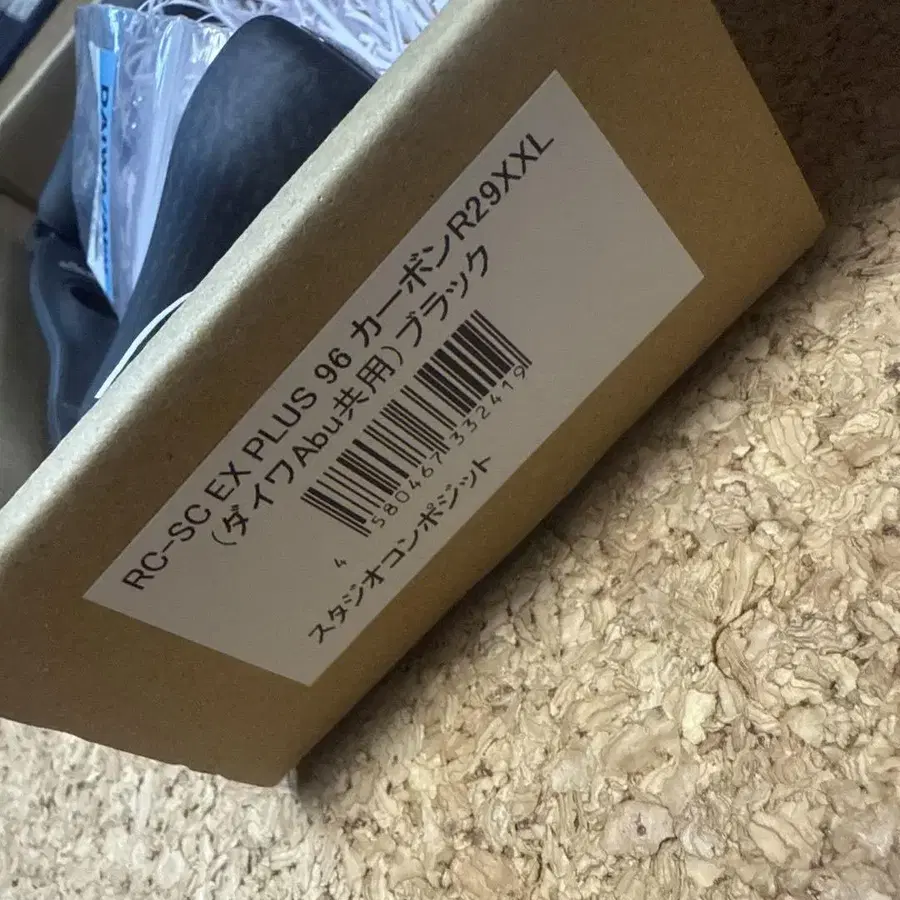 RC-SC EX PLUS 96 カーボンR29XXL
(ダイワAbu共用)ブラック
4 580467 332419
スタジオコンポジット